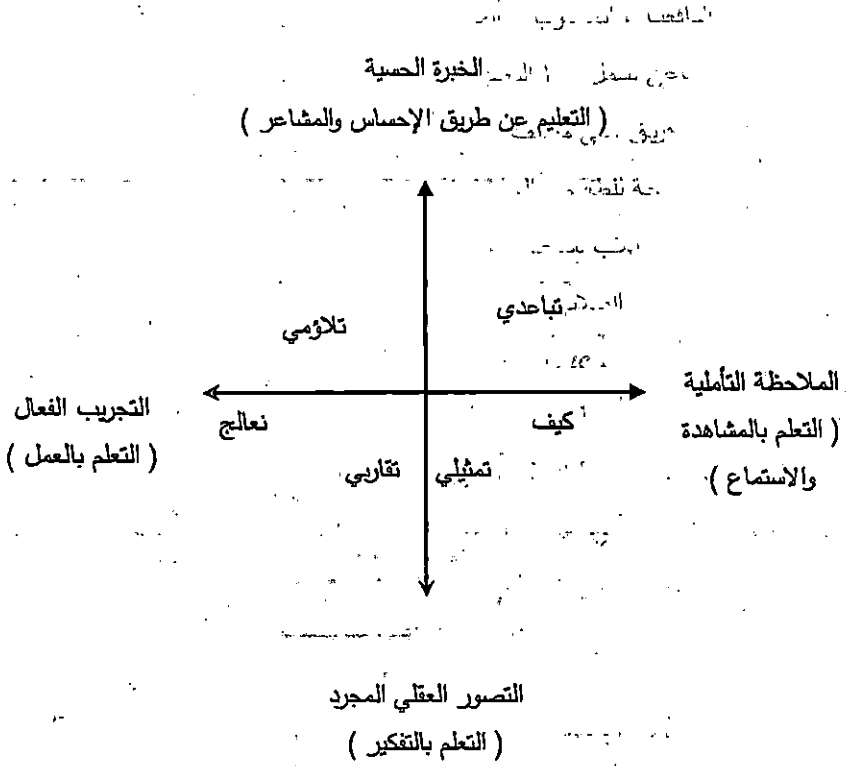 الخبرة الحسية
( التعليم عن طريق الإحساس والمشاعر )
تباعدي
تلاؤمي
الملاحظة التأملية
( التعلم بالمشاهدة
والاستماع )
التجريب الفعال
( التعلم بالعمل )
كيف
نعالج
تمثيلي
تقاربي
التصور العقلي المجرد
( التعلم بالتفكير )